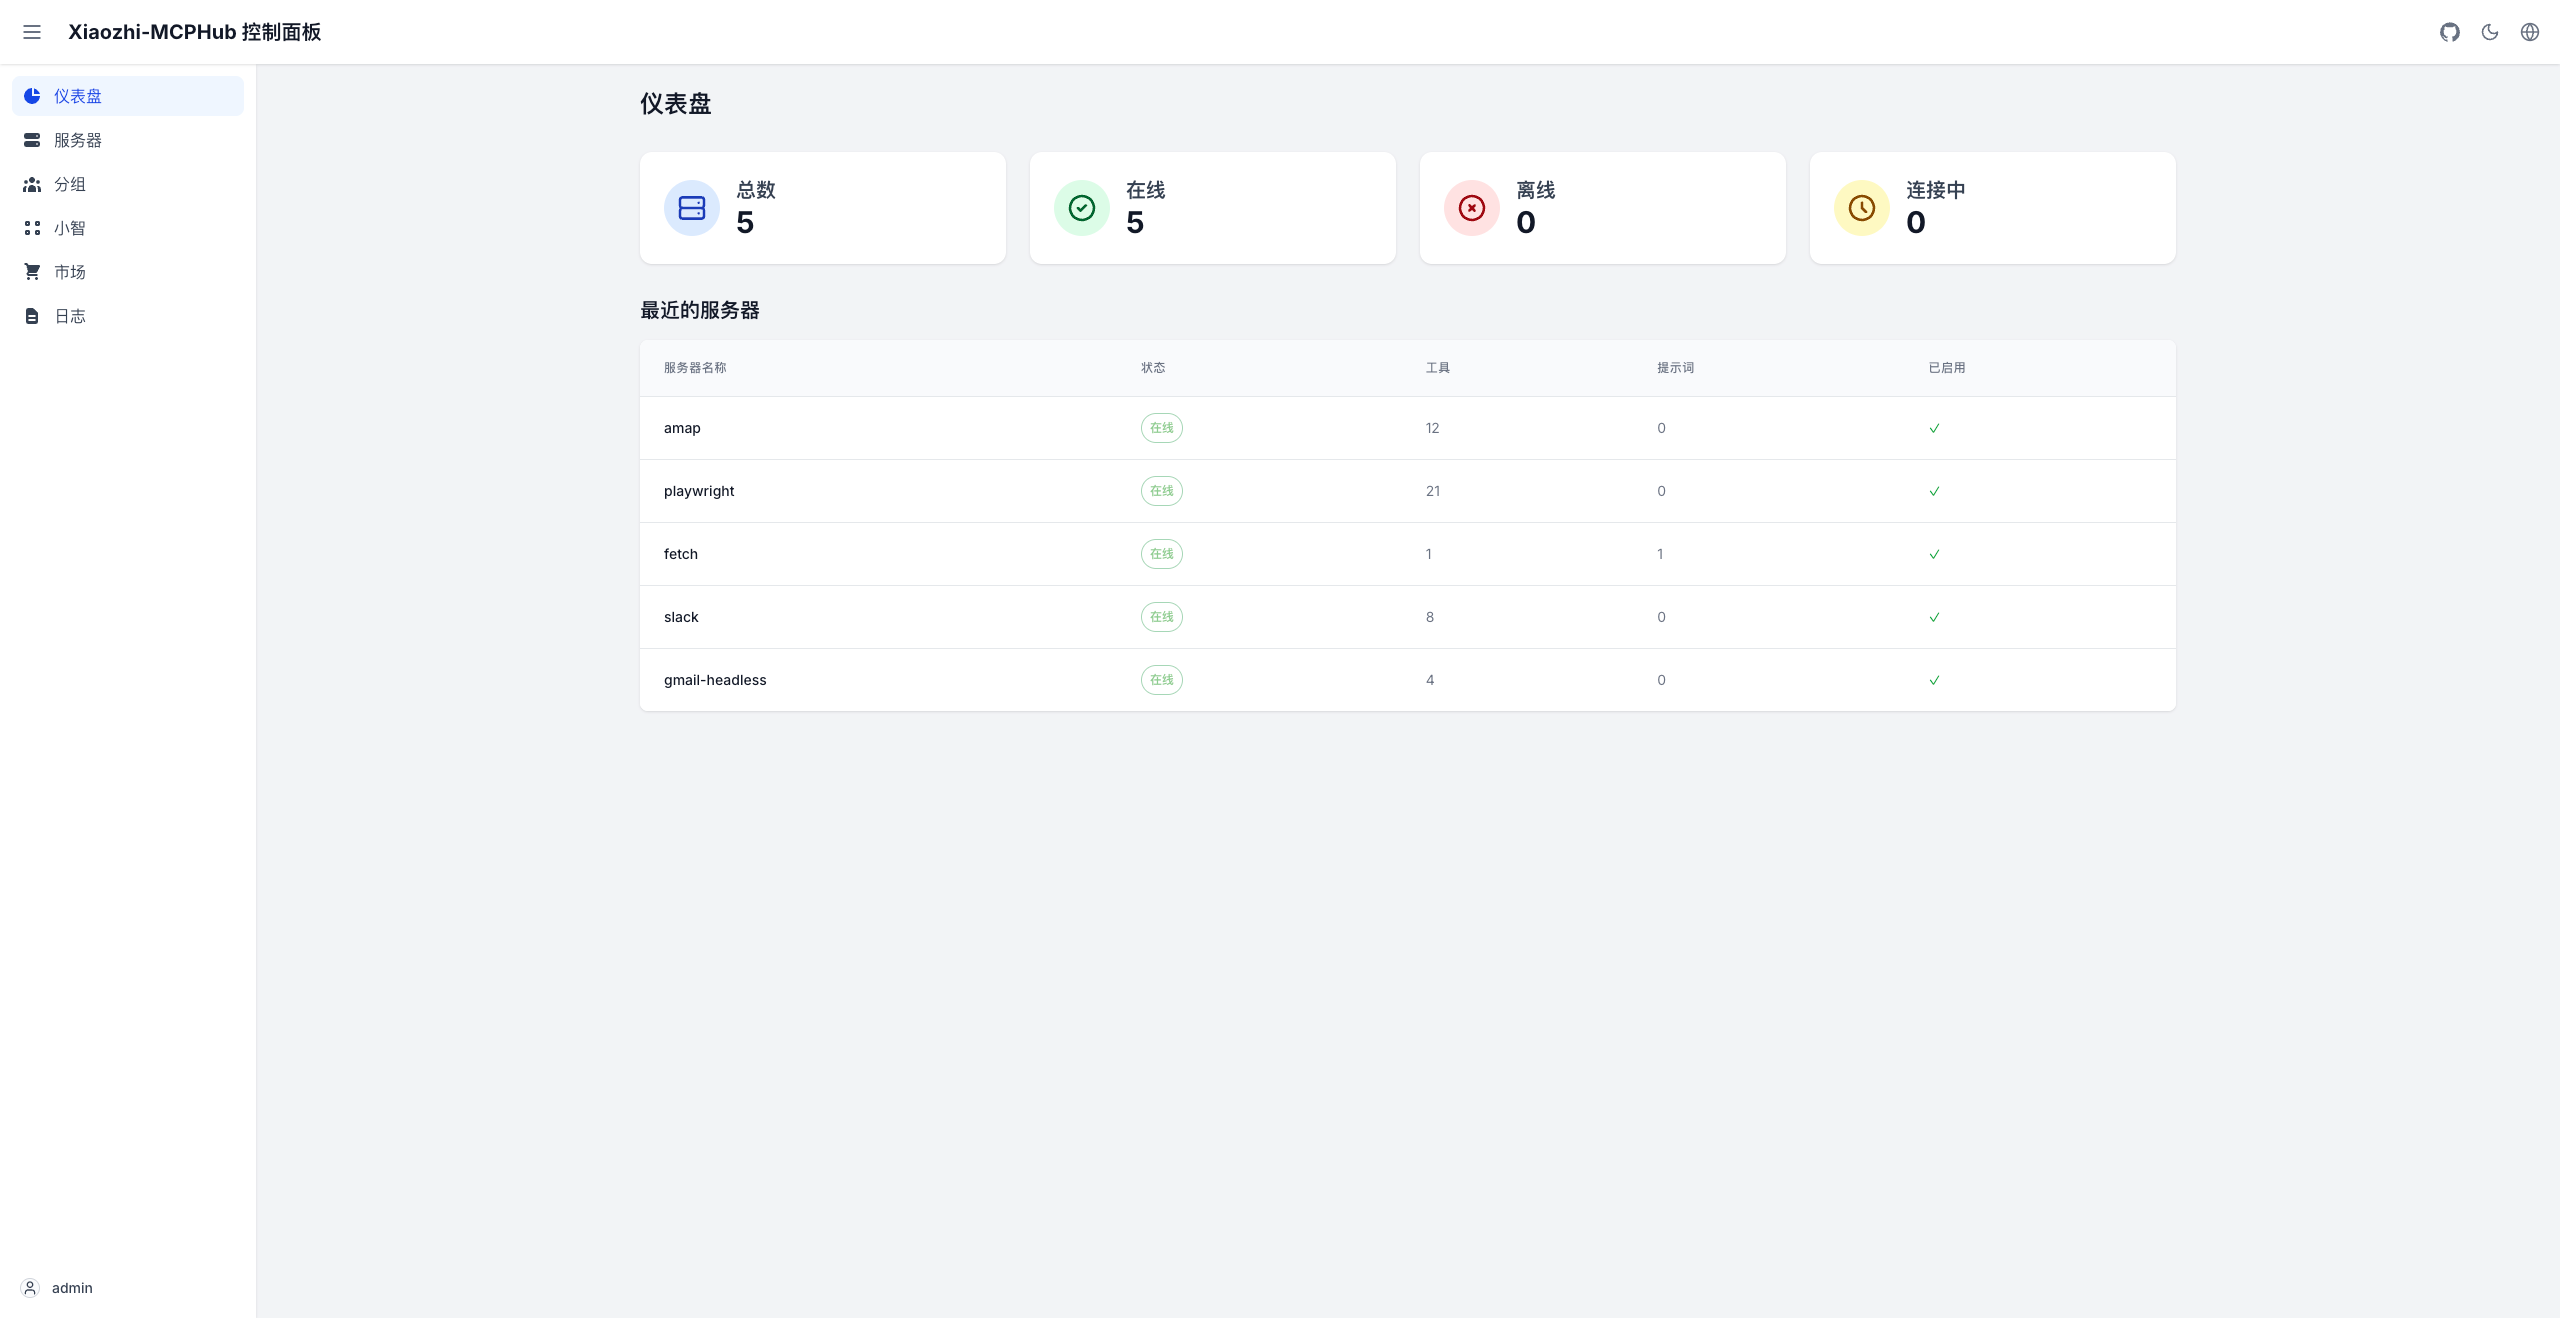 Xiaozhi-MCPHub 控制面板
仪表盘
服务器
分组
小智
市场
日志
admin
仪表盘
总数
5
在线
5
离线
0
连接中
0
最近的服务器
服务器名称 状态 工具 提示词 已启用
amap 在线 12 0 ✓
playwright 在线 21 0 ✓
fetch 在线 1 1 ✓
slack 在线 8 0 ✓
gmail-headless 在线 4 0 ✓